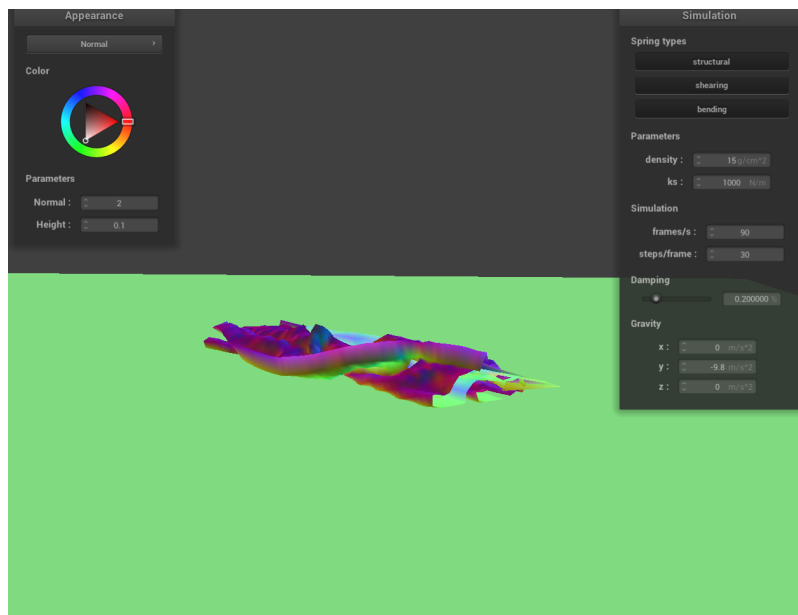 Appearance
Normal
Color
Parameters
Normal : 2
Height : 0.1
Simulation
Spring types
structural
shearing
bending
Parameters
density : 15 g/cm^2
ks : 1000 N/m
Simulation
frames/s : 90
steps/frame : 30
Damping
0.200000 %
Gravity
x : 0 m/s^2
y : -9.8 m/s^2
z : 0 m/s^2